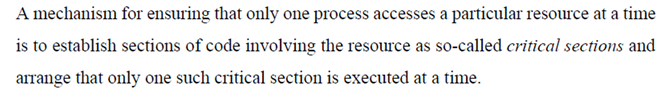 A mechanism for ensuring that only one process accesses a particular resource at a time
is to establish sections of code involving the resource as so-called critical sections and
arrange that only one such critical section is executed at a time.